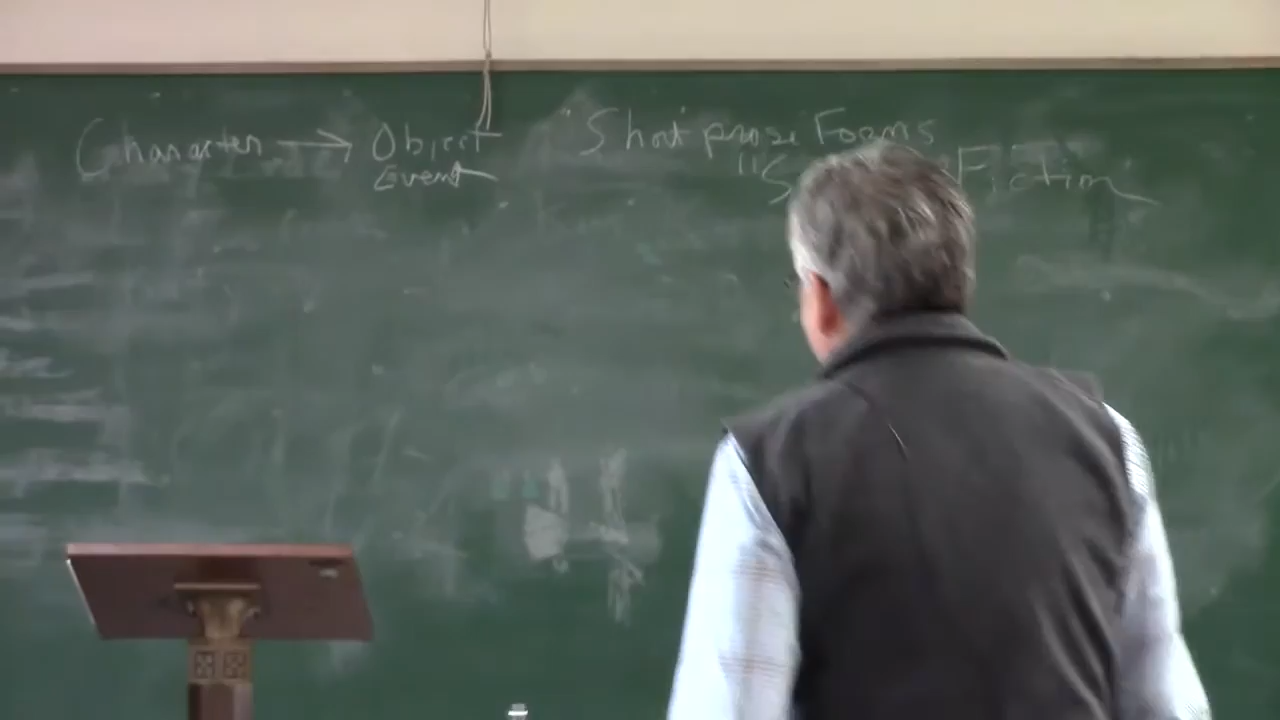 Character → Object
Event
"Short" prose Forms
Fiction